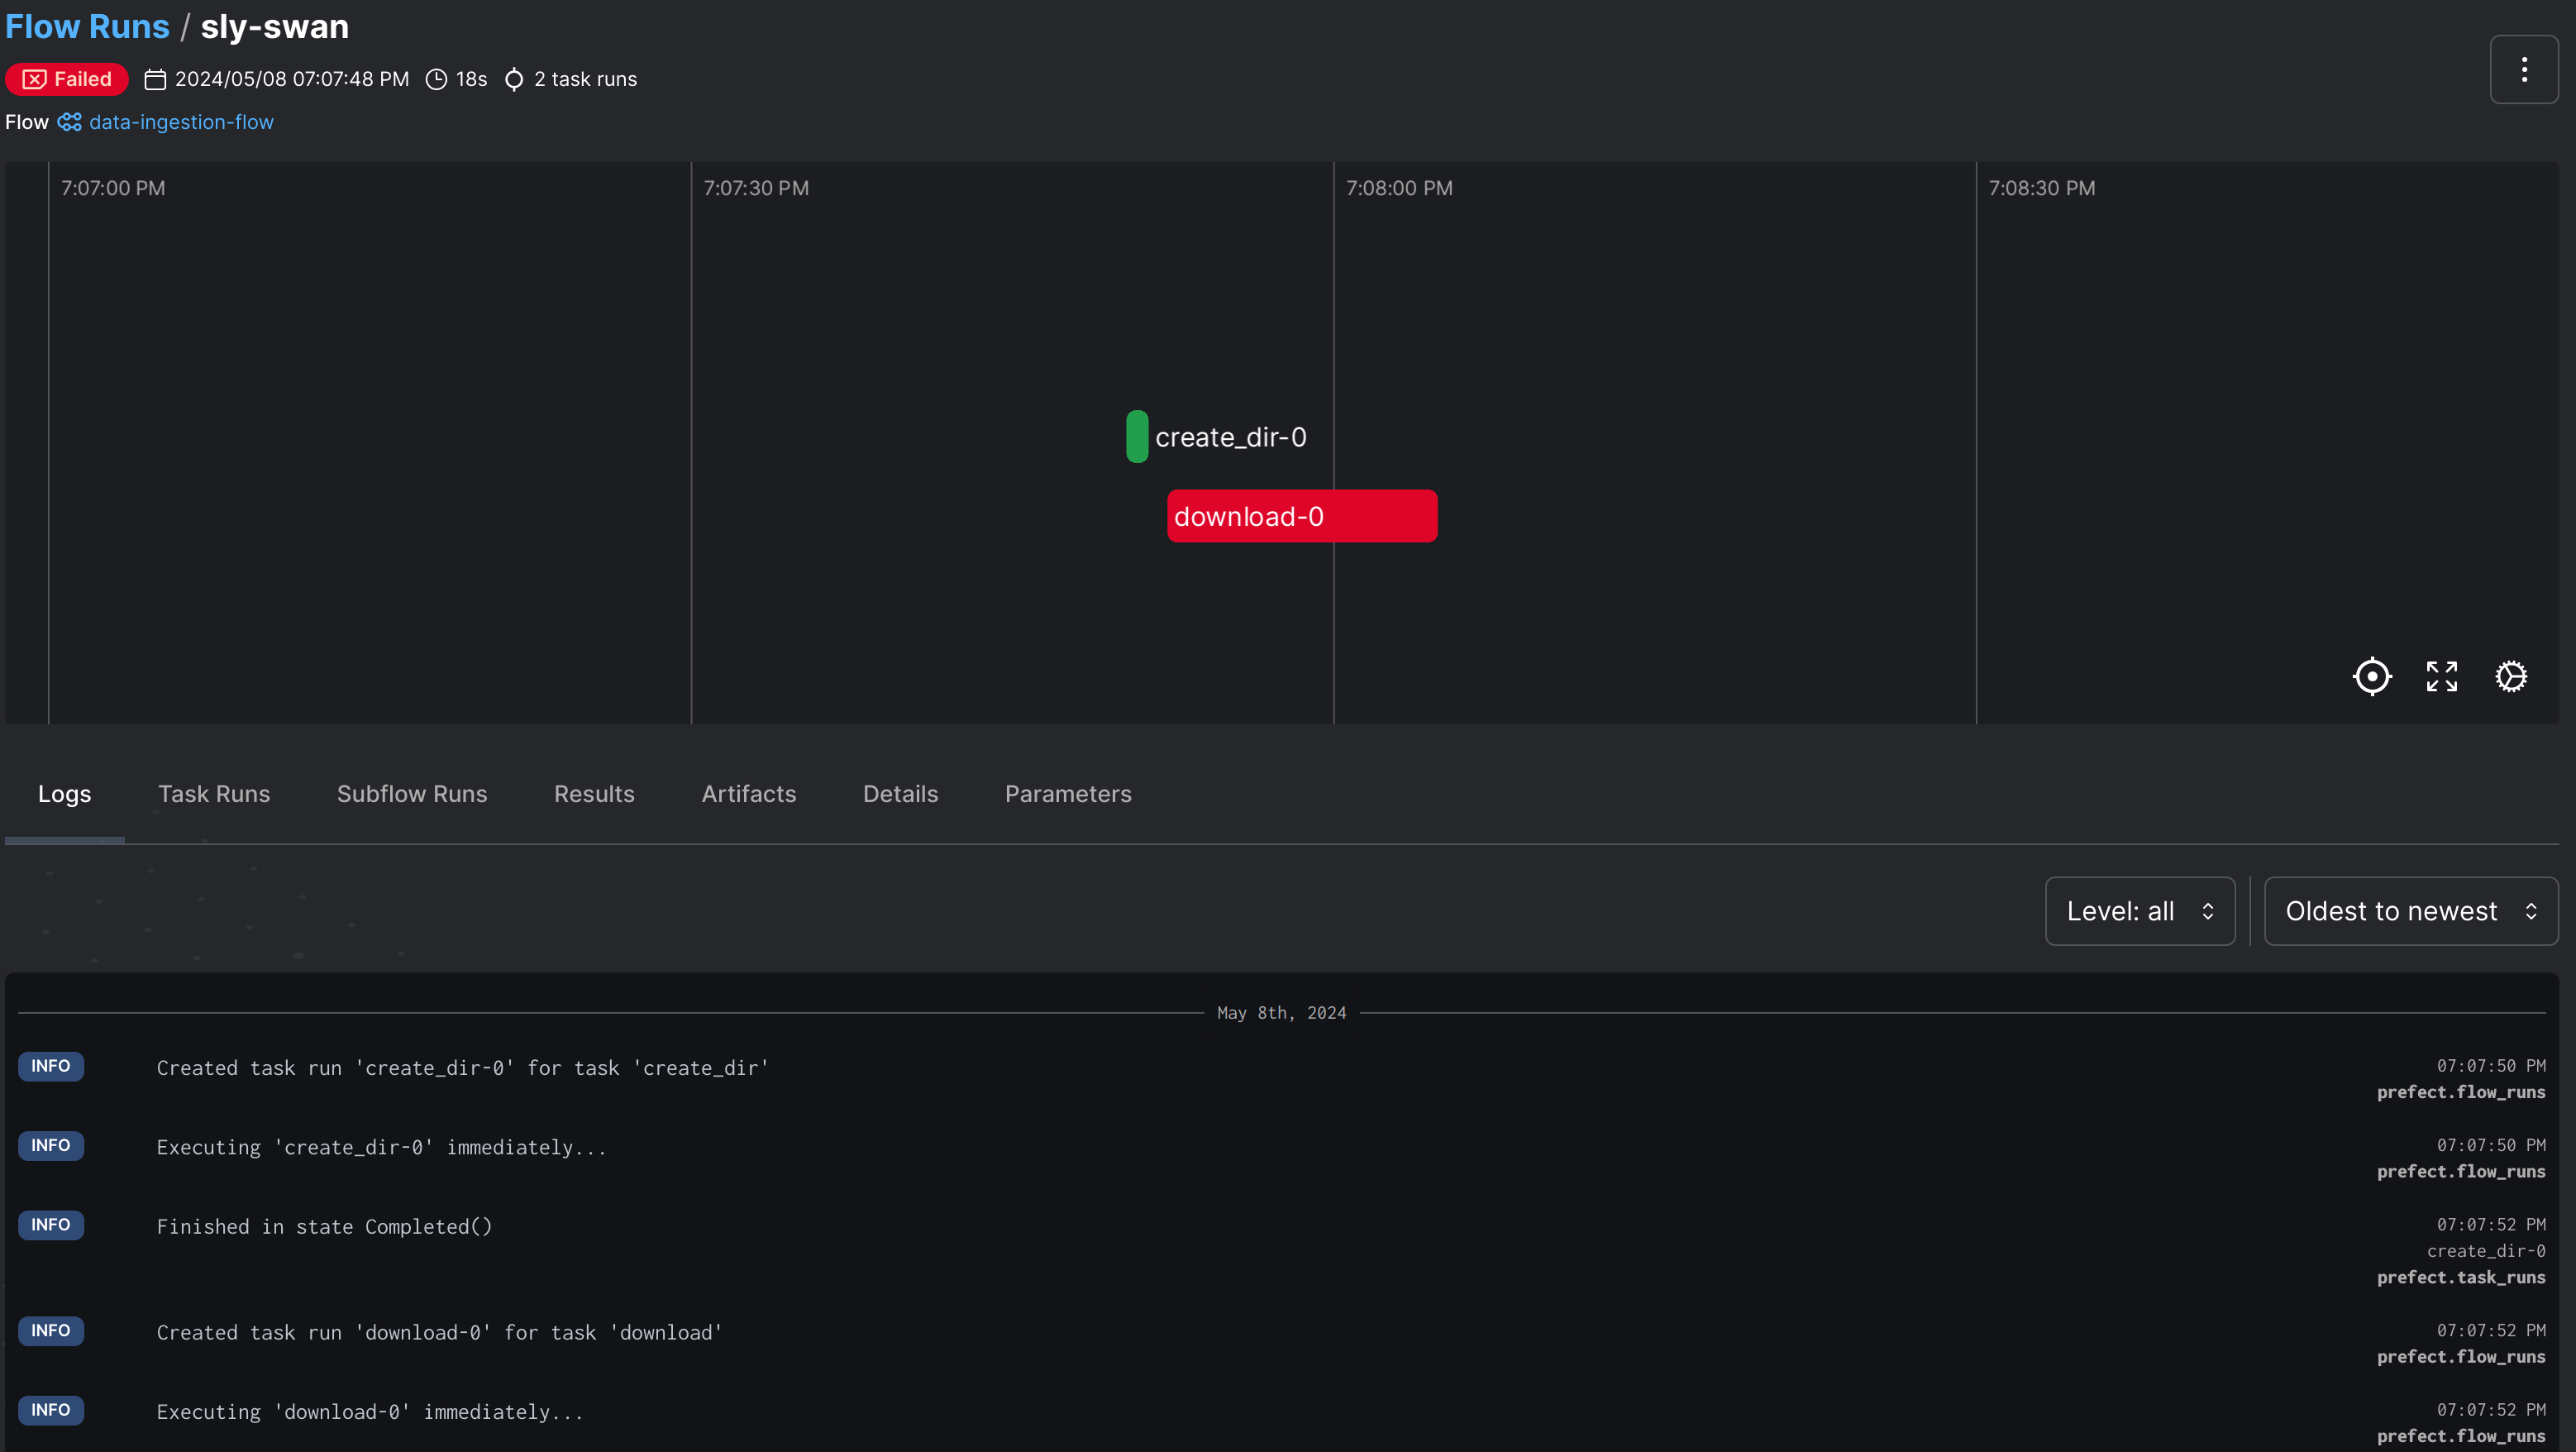 Flow Runs / sly-swan
Failed 2024/05/08 07:07:48 PM 18s 2 task runs
Flow data-ingestion-flow
7:07:00 PM 7:07:30 PM 7:08:00 PM 7:08:30 PM
create_dir-0
download-0
Logs Task Runs Subflow Runs Results Artifacts Details Parameters
Level: all Oldest to newest
May 8th, 2024
INFO Created task run 'create_dir-0' for task 'create_dir' 07:07:50 PM
prefect.flow_runs
INFO Executing 'create_dir-0' immediately... 07:07:50 PM
prefect.flow_runs
INFO Finished in state Completed() 07:07:52 PM
create_dir-0
prefect.task_runs
INFO Created task run 'download-0' for task 'download' 07:07:52 PM
prefect.flow_runs
INFO Executing 'download-0' immediately... 07:07:52 PM
prefect.flow_runs